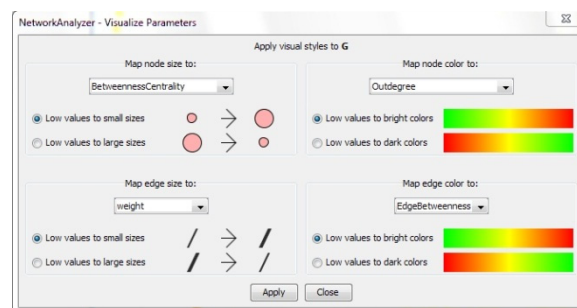 NetworkAnalyzer - Visualize Parameters
Apply visual styles to G
Map node size to:
BetweennessCentrality
Low values to small sizes
Low values to large sizes
Map node color to:
Outdegree
Low values to bright colors
Low values to dark colors
Map edge size to:
weight
Low values to small sizes
Low values to large sizes
Map edge color to:
EdgeBetweenness
Low values to bright colors
Low values to dark colors
Apply
Close